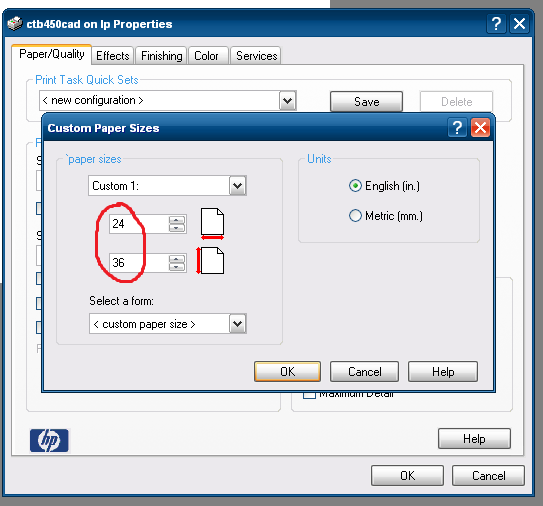 ctb450cad on lp Properties
Paper/Quality Effects Finishing Color Services
Print Task Quick Sets
< new configuration >
Save
Delete
Custom Paper Sizes
'paper sizes
Units
Custom 1:
English (in.)
24
Metric (mm.)
36
Select a form:
< custom paper size >
OK Cancel Help
Maximum Detail
hp
Help
OK Cancel